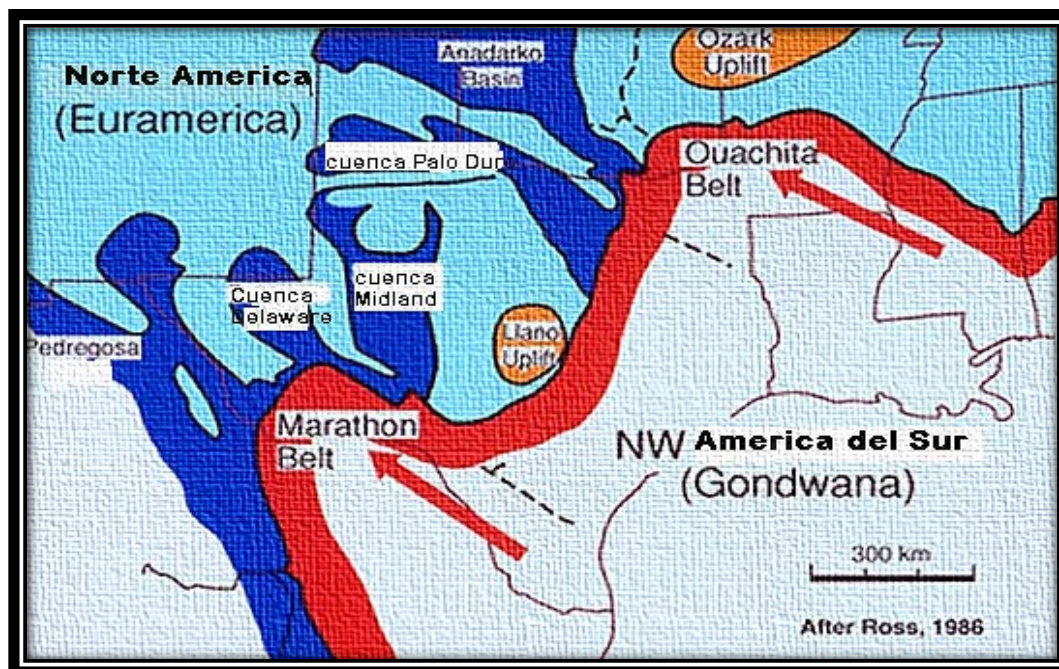 Norte America
(Euramerica)
Anadarko
Basin
Ozark
Uplift
cuenca Palo Duro
Ouachita
Belt
cuenca
Midland
Cuenca
Delaware
Pedregosa
Llano
Uplift
Marathon
Belt
NW America del Sur
(Gondwana)
300 km
After Ross, 1986